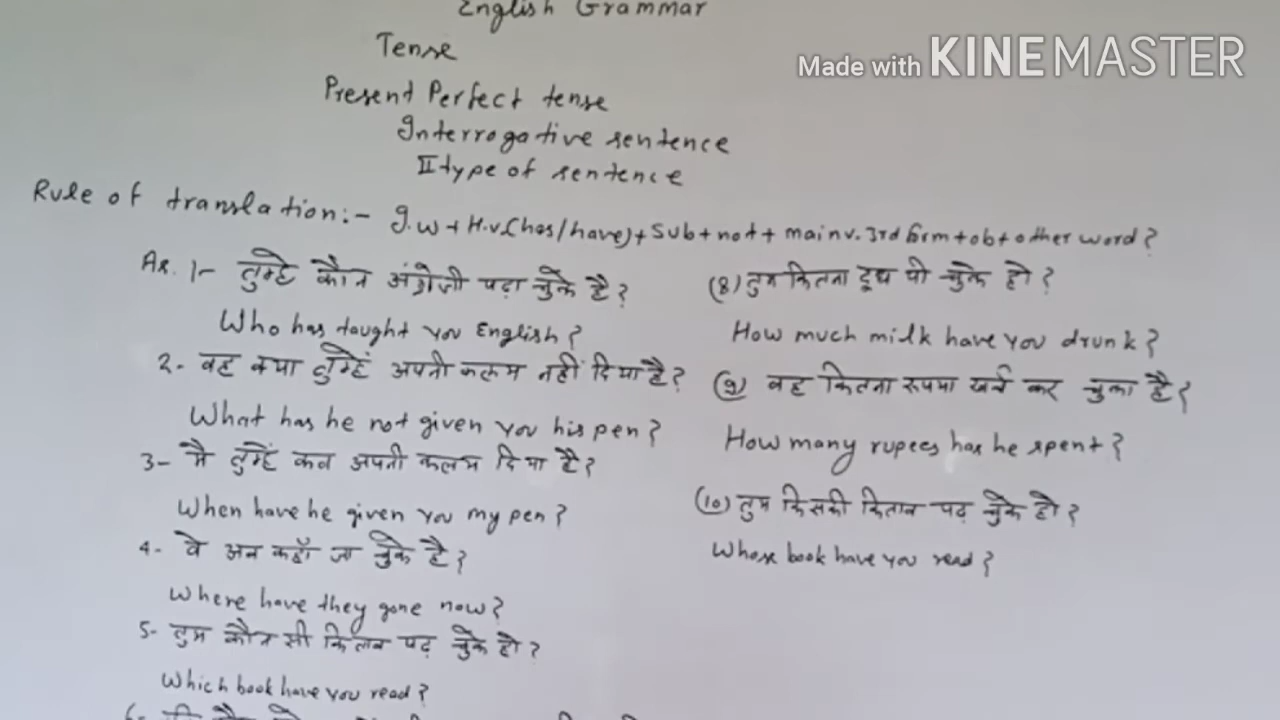 English Grammar
Made with KINEMASTER
Tense
Present Perfect tense
Interrogative sentence
II type of sentence
Rule of translation:- I.w + H.v.(has/have) + Sub + not + main v. 3rd form + ob + other word?
As. 1- तुम्हे कौन अंग्रेजी पढ़ा चुके है?
Who has taught you English?
2- वह क्या तुम्हें अपनी कलम नहीं दिया है?
What has he not given you his pen?
3- मै तुम्हें कब अपनी कलम दिया है?
When have he given you my pen?
4- वे अब कहाँ जा चुके है?
Where have they gone now?
5- तुम कौन सी किताब पढ़ चुके हो?
Which book have you read?
6-
(8) तुम कितना दूध पी चुके हो?
How much milk have you drunk?
(9) वह कितना रूपया खर्च कर चुका है?
How many rupees has he spent?
(10) तुम किसकी किताब पढ़ चुके हो?
Whose book have you read?